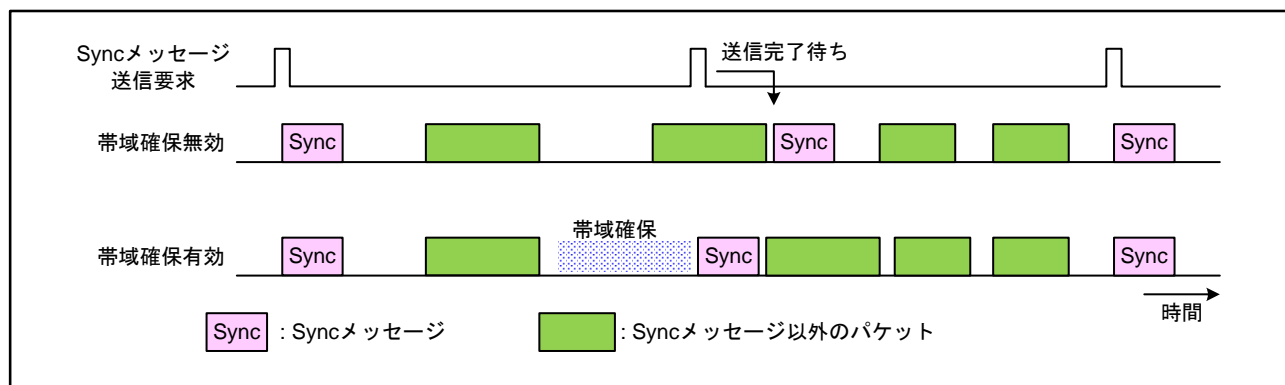 Syncメッセージ
送信要求
送信完了待ち
帯域確保無効
Sync
Sync
Sync
帯域確保
帯域確保有効
Sync
Sync
Sync
時間
Sync : Syncメッセージ
: Syncメッセージ以外のパケット